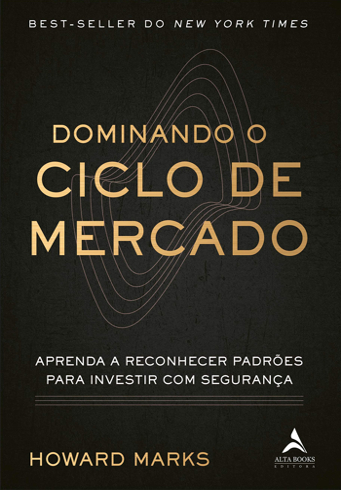 BEST-SELLER DO NEW YORK TIMES
DOMINANDO O
CICLO DE
MERCADO
APRENDA A RECONHECER PADRÕES
PARA INVESTIR COM SEGURANÇA
HOWARD MARKS
ALTA BOOKS
EDITORA